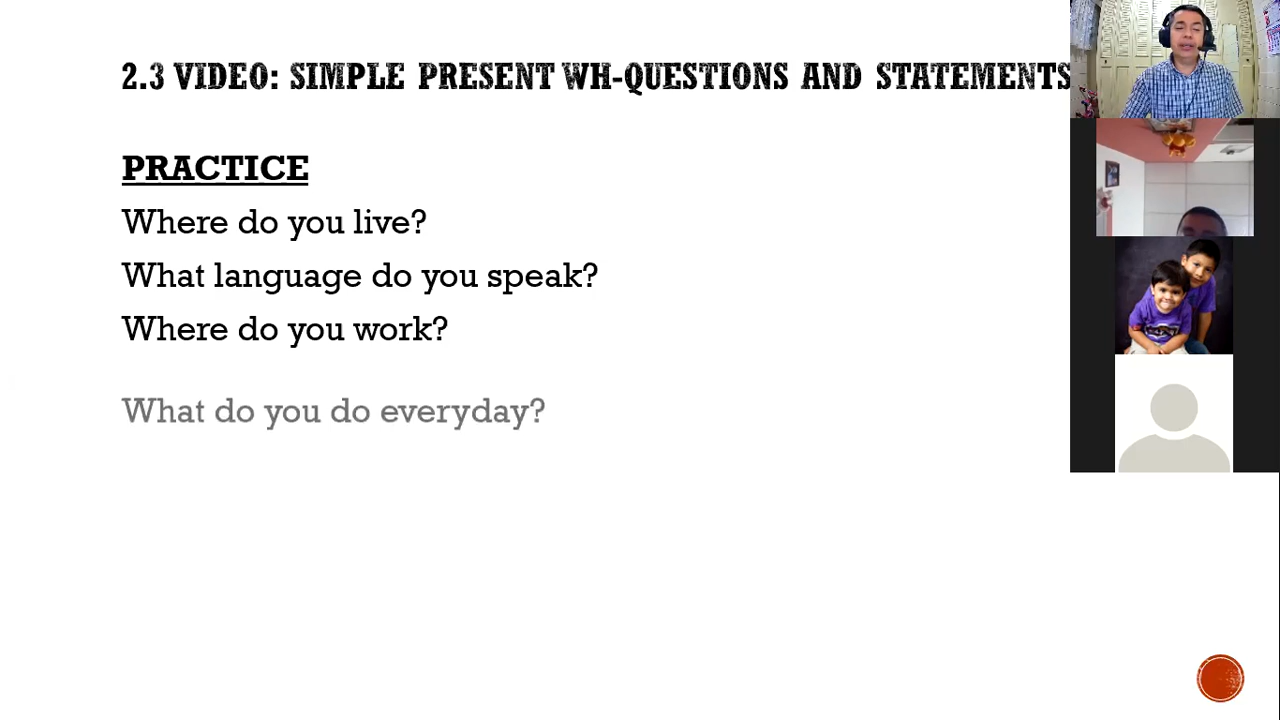 2.3 VIDEO: SIMPLE PRESENT WH-QUESTIONS AND STATEMENTS
PRACTICE
Where do you live?
What language do you speak?
Where do you work?
What do you do everyday?